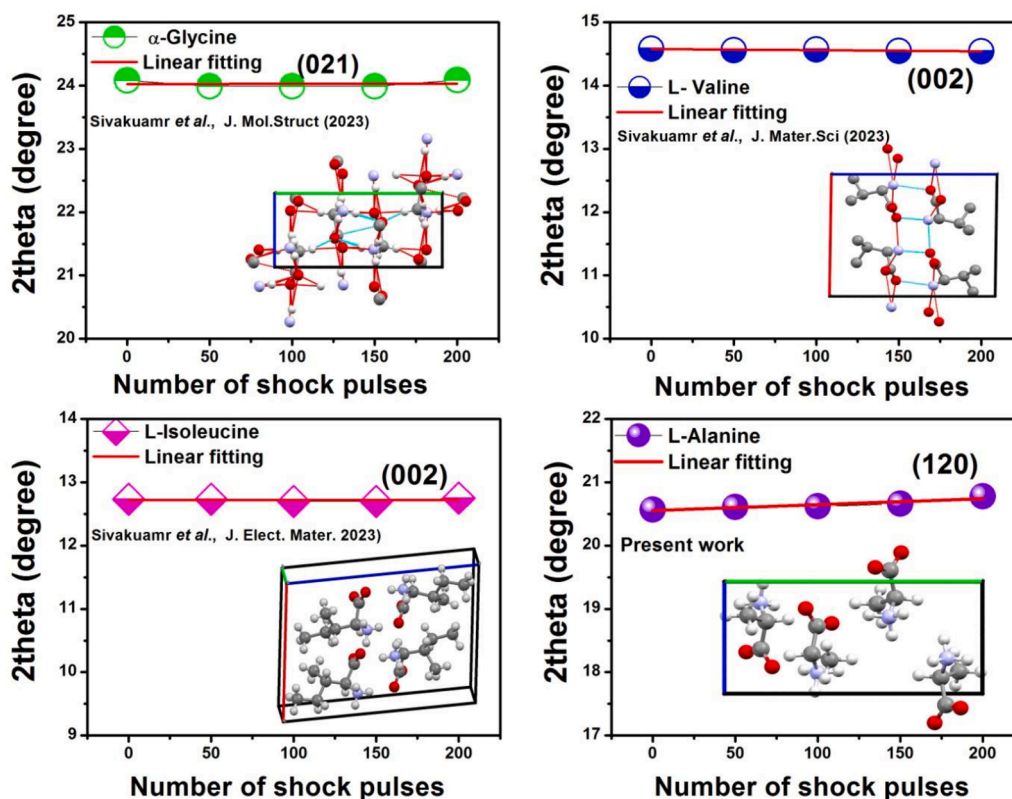 25
24
23
22
21
20
2theta (degree)
α-Glycine
Linear fitting
(021)
Sivakuamr et al., J. Mol.Struct (2023)
0 50 100 150 200
Number of shock pulses
15
14
13
12
11
10
2theta (degree)
(002)
L- Valine
Linear fitting
Sivakuamr et al., J. Mater.Sci (2023)
0 50 100 150 200
Number of shock pulses
14
13
12
11
10
9
2theta (degree)
L-Isoleucine
Linear fitting
(002)
Sivakuamr et al., J. Elect. Mater. 2023)
0 50 100 150 200
Number of shock pulses
22
21
20
19
18
17
2theta (degree)
L-Alanine
Linear fitting
(120)
Present work
0 50 100 150 200
Number of shock pulses